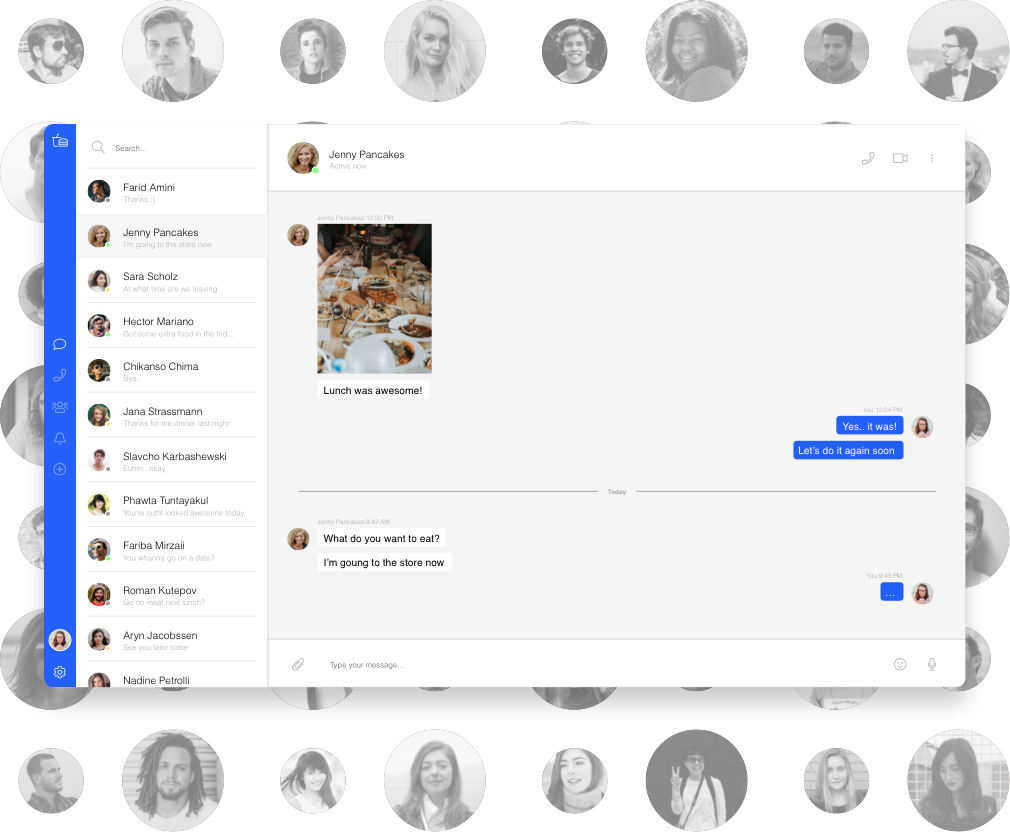 Search...
Farid Amini
Thanks ;)
Jenny Pancakes
I'm going to the store now
Sara Scholz
At what time are we leaving
Hector Mariano
Got some extra food in the frid...
Chikanso Chima
Bye..
Jana Strassmann
Thanks for the dinner last night
Slavcho Karbashewski
Euhm.. okay
Phawta Tuntayakul
You're outfit looked awesome today
Fariba Mirzaii
You whanna go on a date?
Roman Kutepov
Go no meat next lunch?
Aryn Jacobssen
See you later babe
Nadine Petrolli
Jenny Pancakes
Active now
Jenny Pancakes 12:00 PM
Lunch was awesome!
You 12:04 PM
Yes.. it was!
Let's do it again soon
Today
Jenny Pancakes 9:42 AM
What do you want to eat?
I'm goung to the store now
You 9:43 PM
...
Type your message...